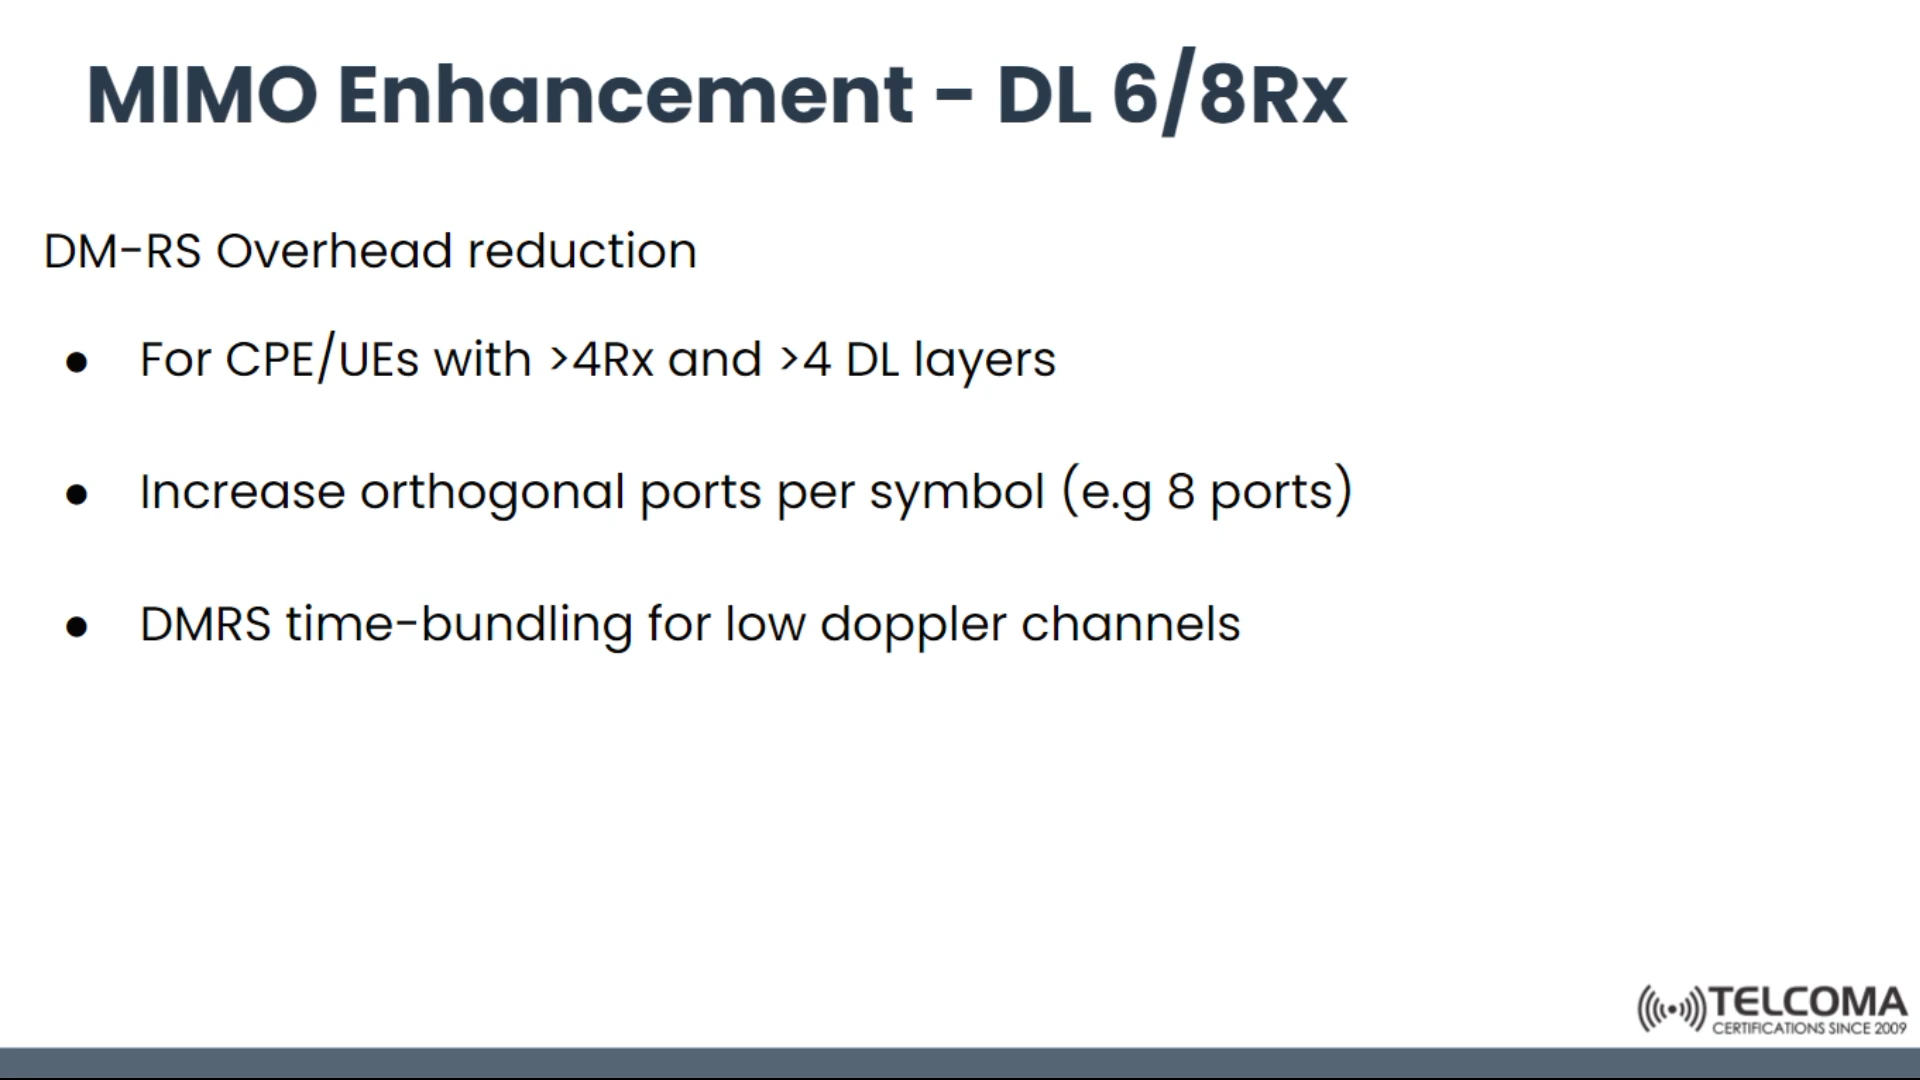 MIMO Enhancement - DL 6/8Rx
DM-RS Overhead reduction
● For CPE/UEs with >4Rx and >4 DL layers
● Increase orthogonal ports per symbol (e.g 8 ports)
● DMRS time-bundling for low doppler channels
TELCOMA
CERTIFICATIONS SINCE 2009